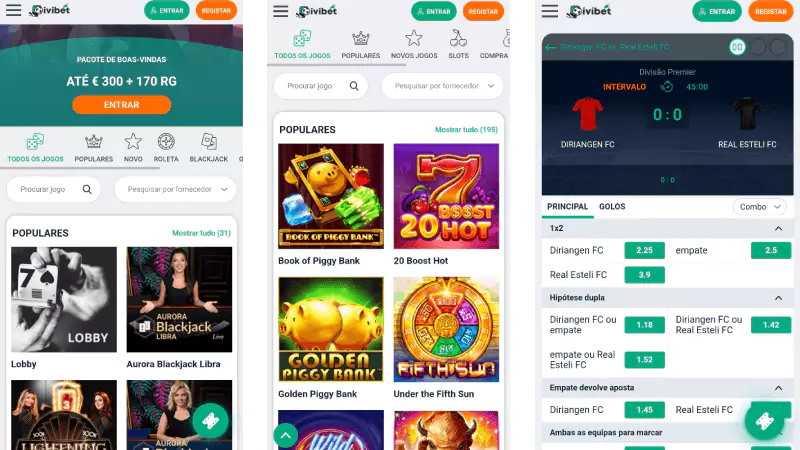 Sivibet
ENTRAR
REGISTAR
PACOTE DE BOAS-VINDAS
ATÉ € 300 + 170 RG
ENTRAR
TODOS OS JOGOS
POPULARES
NOVO
ROLETA
BLACKJACK
Procurar jogo
Pesquisar por fornecedor
POPULARES
Mostrar tudo (31)
7
LOBBY
AURORA
Blackjack
LIBRA
Live
Lobby
Aurora Blackjack Libra
LIGHTNING
AURORA
Blackjack
LIBRA
Sivibet
ENTRAR
REGISTAR
TODOS OS JOGOS
POPULARES
NOVOS JOGOS
SLOTS
COMPRA
Procurar jogo
Pesquisar por fornecedor
POPULARES
Mostrar tudo (195)
BOOK OF PIGGY BANK
7
BOOST
20 HOT
Book of Piggy Bank
20 Boost Hot
GOLDEN
PIGGY BANK
FIFTH SUN
Golden Piggy Bank
Under the Fifth Sun
Wild
Sivibet
ENTRAR
REGISTAR
Diriangen FC vs. Real Esteli FC
Divisão Premier
INTERVALO
45:00
0 : 0
DIRIANGEN FC
REAL ESTELI FC
0 : 0
PRINCIPAL
GOLOS
Combo
1x2
Diriangen FC
2.25
empate
2.5
Real Esteli FC
3.9
Hipótese dupla
Diriangen FC ou
empate
1.18
Diriangen FC ou
Real Esteli FC
1.42
empate ou Real
Esteli FC
1.52
Empate devolve aposta
Diriangen FC
1.45
Real Esteli FC
Ambas as equipas para marcar